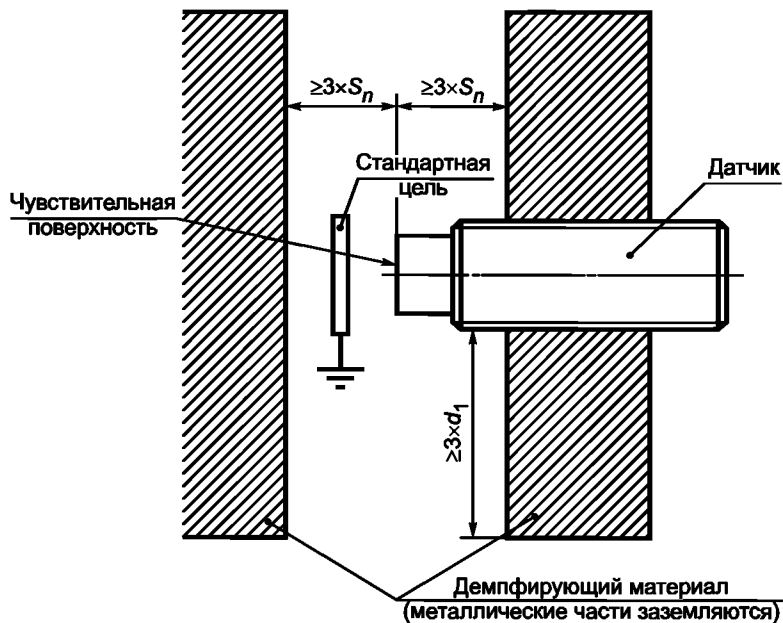 ≥3×Sₙ
≥3×Sₙ
Стандартная
цель
Датчик
Чувствительная
поверхность
≥3×d₁
Демпфирующий материал
(металлические части заземляются)